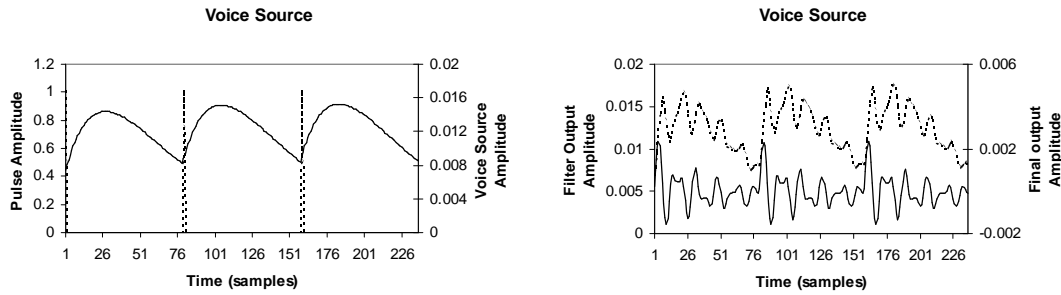 Voice Source
1.2
1
0.8
0.6
0.4
0.2
0
Pulse Amplitude
0.02
0.016
0.012
0.008
0.004
0
Voice Source
Amplitude
1 26 51 76 101 126 151 176 201 226
Time (samples)
Voice Source
0.02
0.015
0.01
0.005
0
Filter Output
Amplitude
0.006
0.002
-0.002
Final output
Amplitude
1 26 51 76 101 126 151 176 201 226
Time (samples)